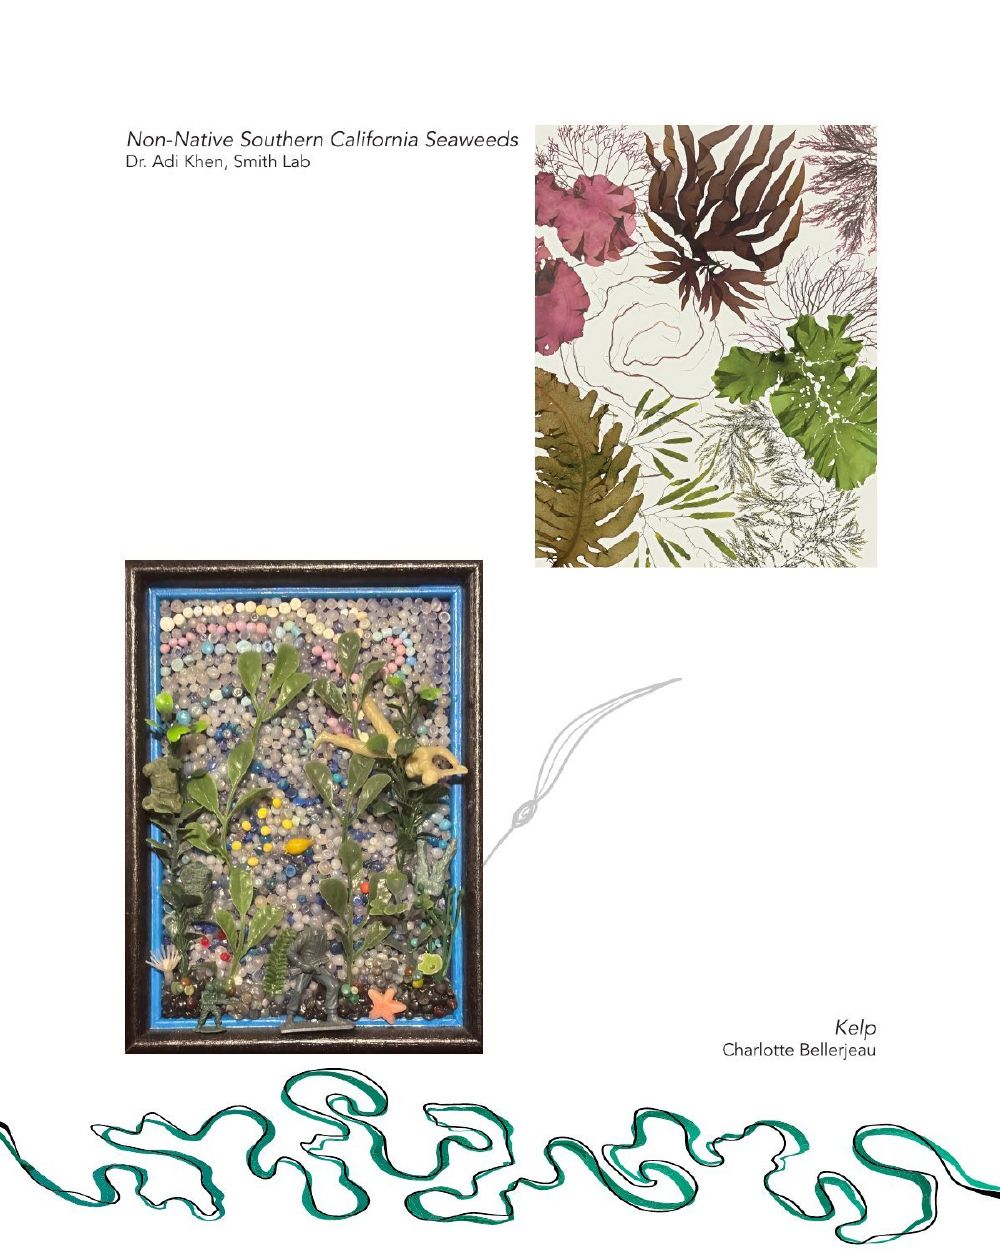 Non-Native Southern California Seaweeds
Dr. Adi Khen, Smith Lab
Kelp
Charlotte Bellerjeau